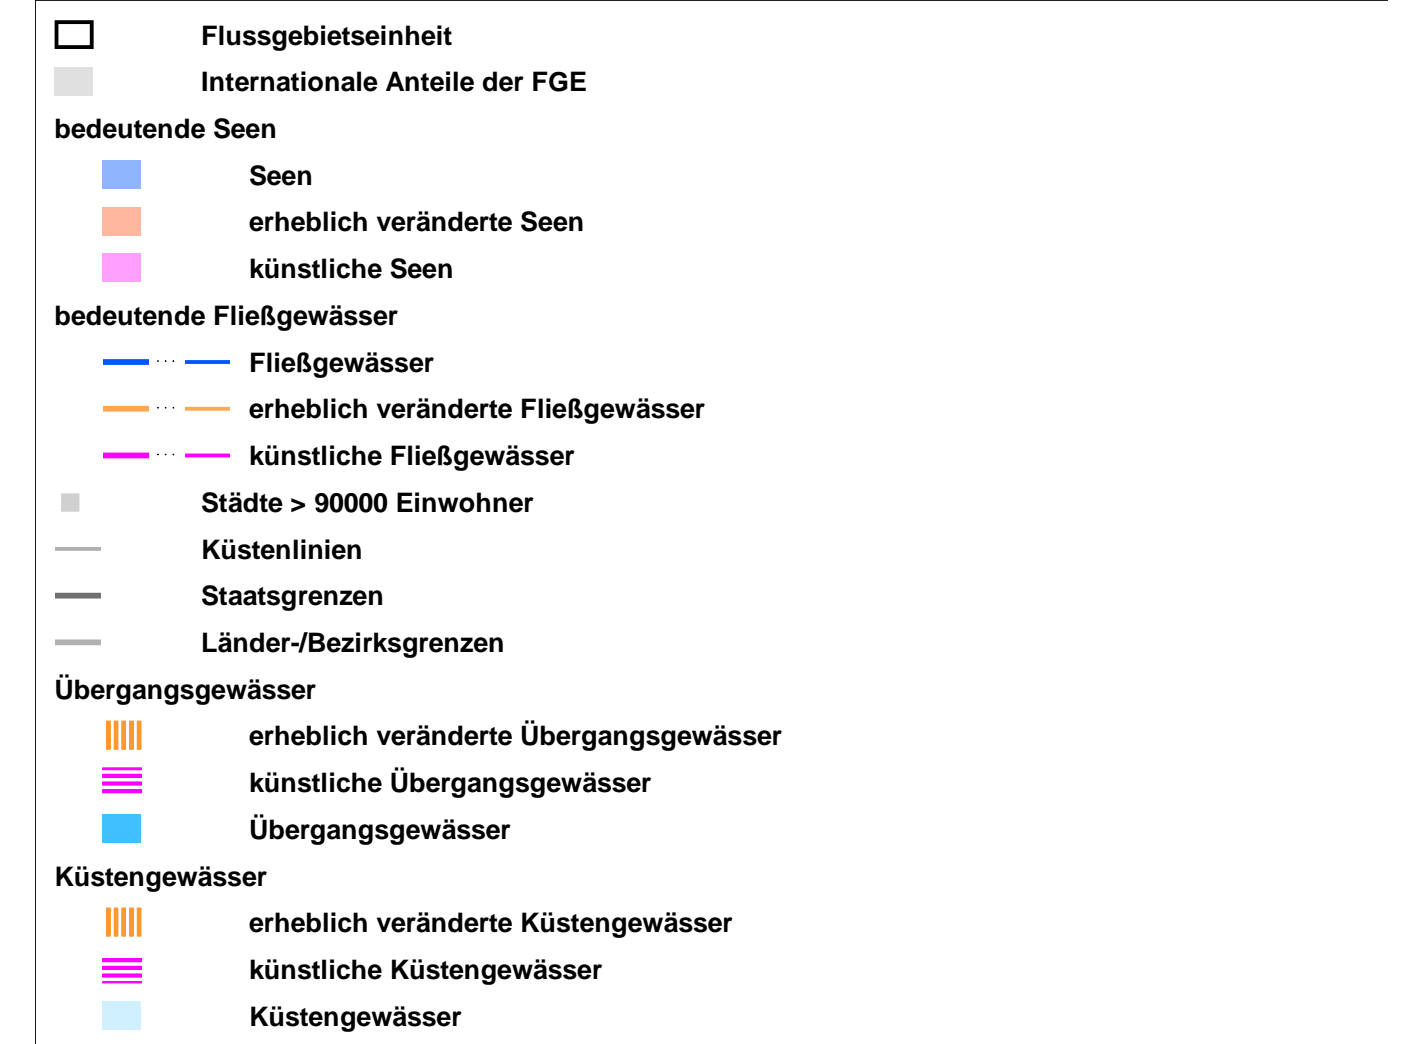 Flussgebietseinheit
Internationale Anteile der FGE
bedeutende Seen
Seen
erheblich veränderte Seen
künstliche Seen
bedeutende Fließgewässer
Fließgewässer
erheblich veränderte Fließgewässer
künstliche Fließgewässer
Städte > 90000 Einwohner
Küstenlinien
Staatsgrenzen
Länder-/Bezirksgrenzen
Übergangsgewässer
erheblich veränderte Übergangsgewässer
künstliche Übergangsgewässer
Übergangsgewässer
Küstengewässer
erheblich veränderte Küstengewässer
künstliche Küstengewässer
Küstengewässer